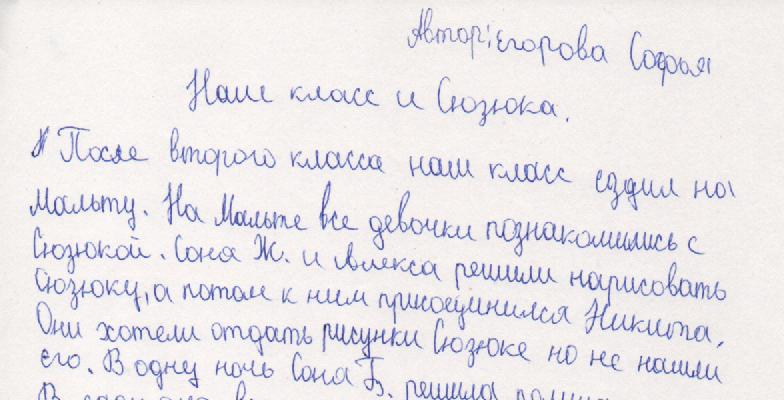 Автор: Егорова Софья
Наш класс и Сюзюка.
После второго класса наш класс ездил на
Мальту. На Мальте все девочки познакомились с
Сюзюкой. Соня Ж. и Алекса решили нарисовать
Сюзюку, а потом к ним присоединился Никита.
Они хотели отдать рисунки Сюзюке но не нашли
его. В одну ночь Соня Б. решила
В